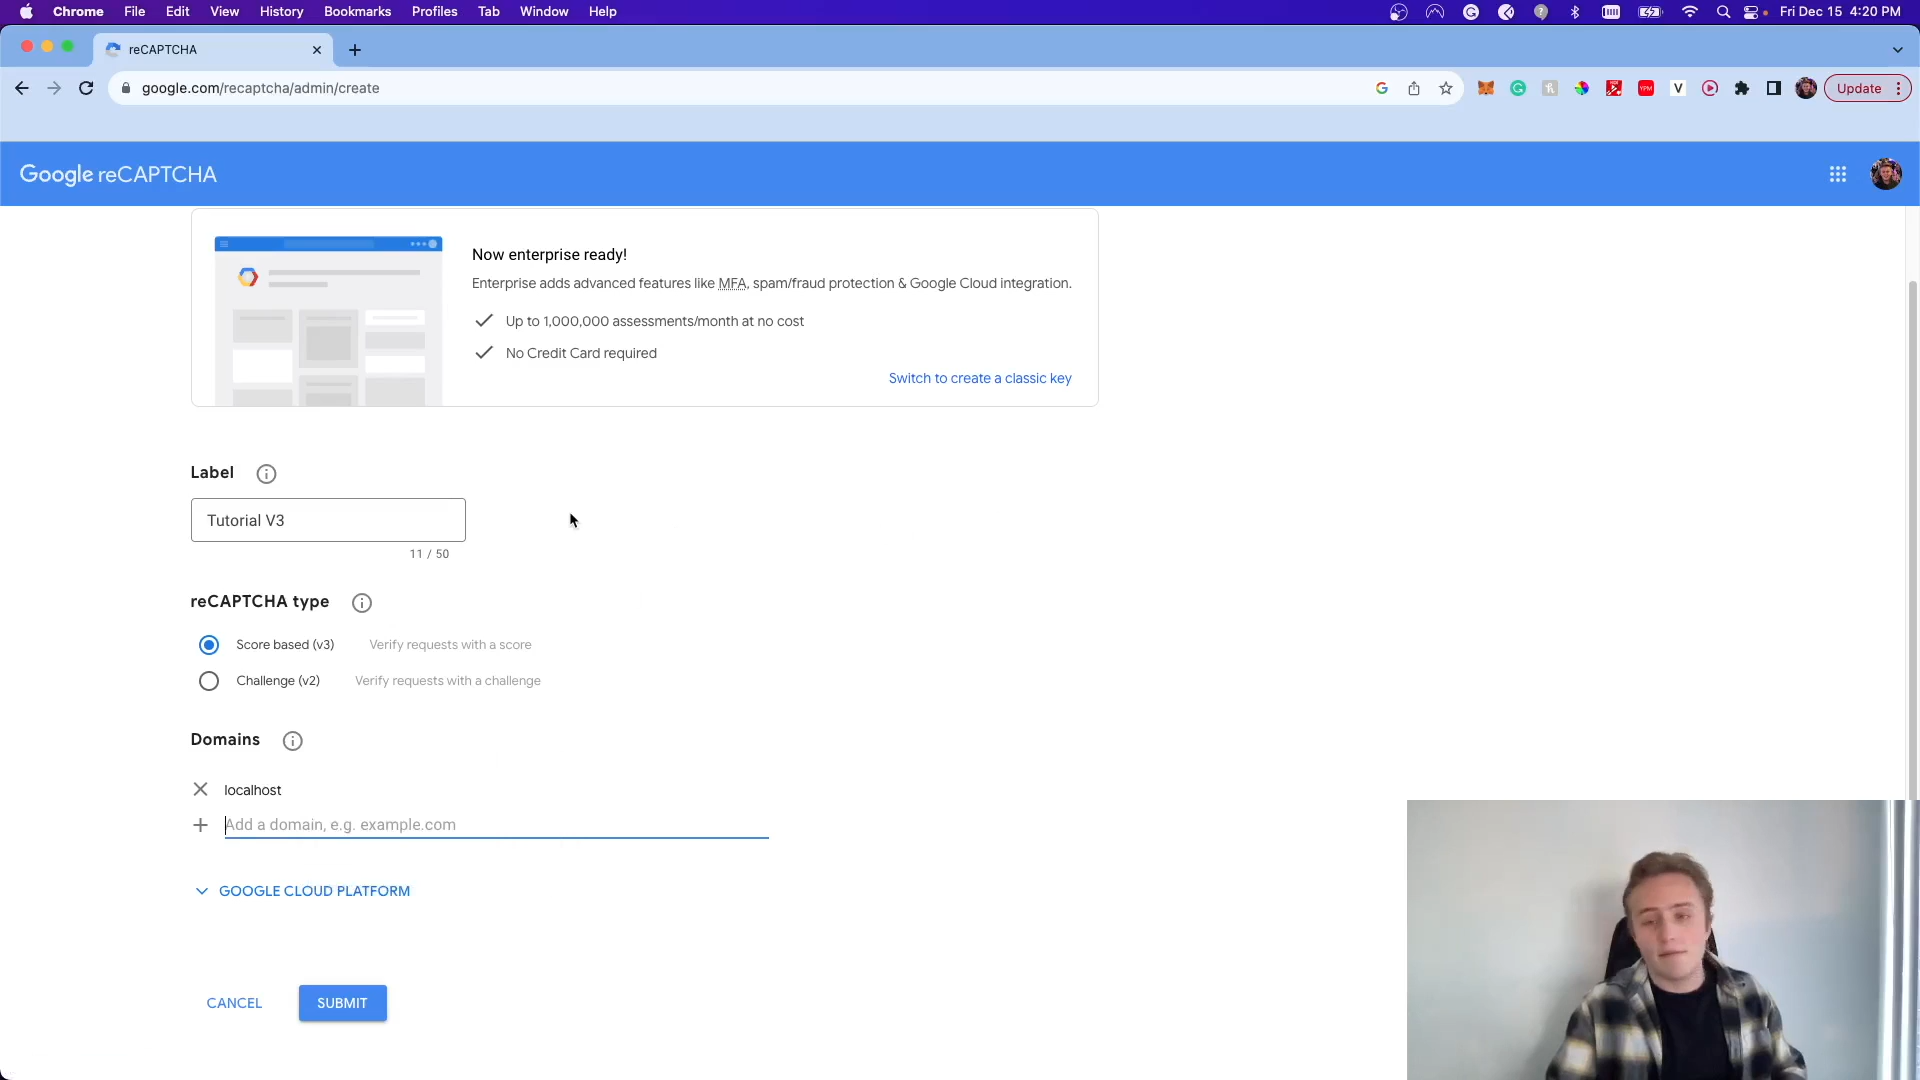 Chrome File Edit View History Bookmarks Profiles Tab Window Help Fri Dec 15 4:20 PM
reCAPTCHA
google.com/recaptcha/admin/create
Update
Google reCAPTCHA
Now enterprise ready!
Enterprise adds advanced features like MFA, spam/fraud protection & Google Cloud integration.
Up to 1,000,000 assessments/month at no cost
No Credit Card required
Switch to create a classic key
Label
Tutorial V3
11 / 50
reCAPTCHA type
Score based (v3) Verify requests with a score
Challenge (v2) Verify requests with a challenge
Domains
localhost
Add a domain, e.g. example.com
GOOGLE CLOUD PLATFORM
CANCEL SUBMIT